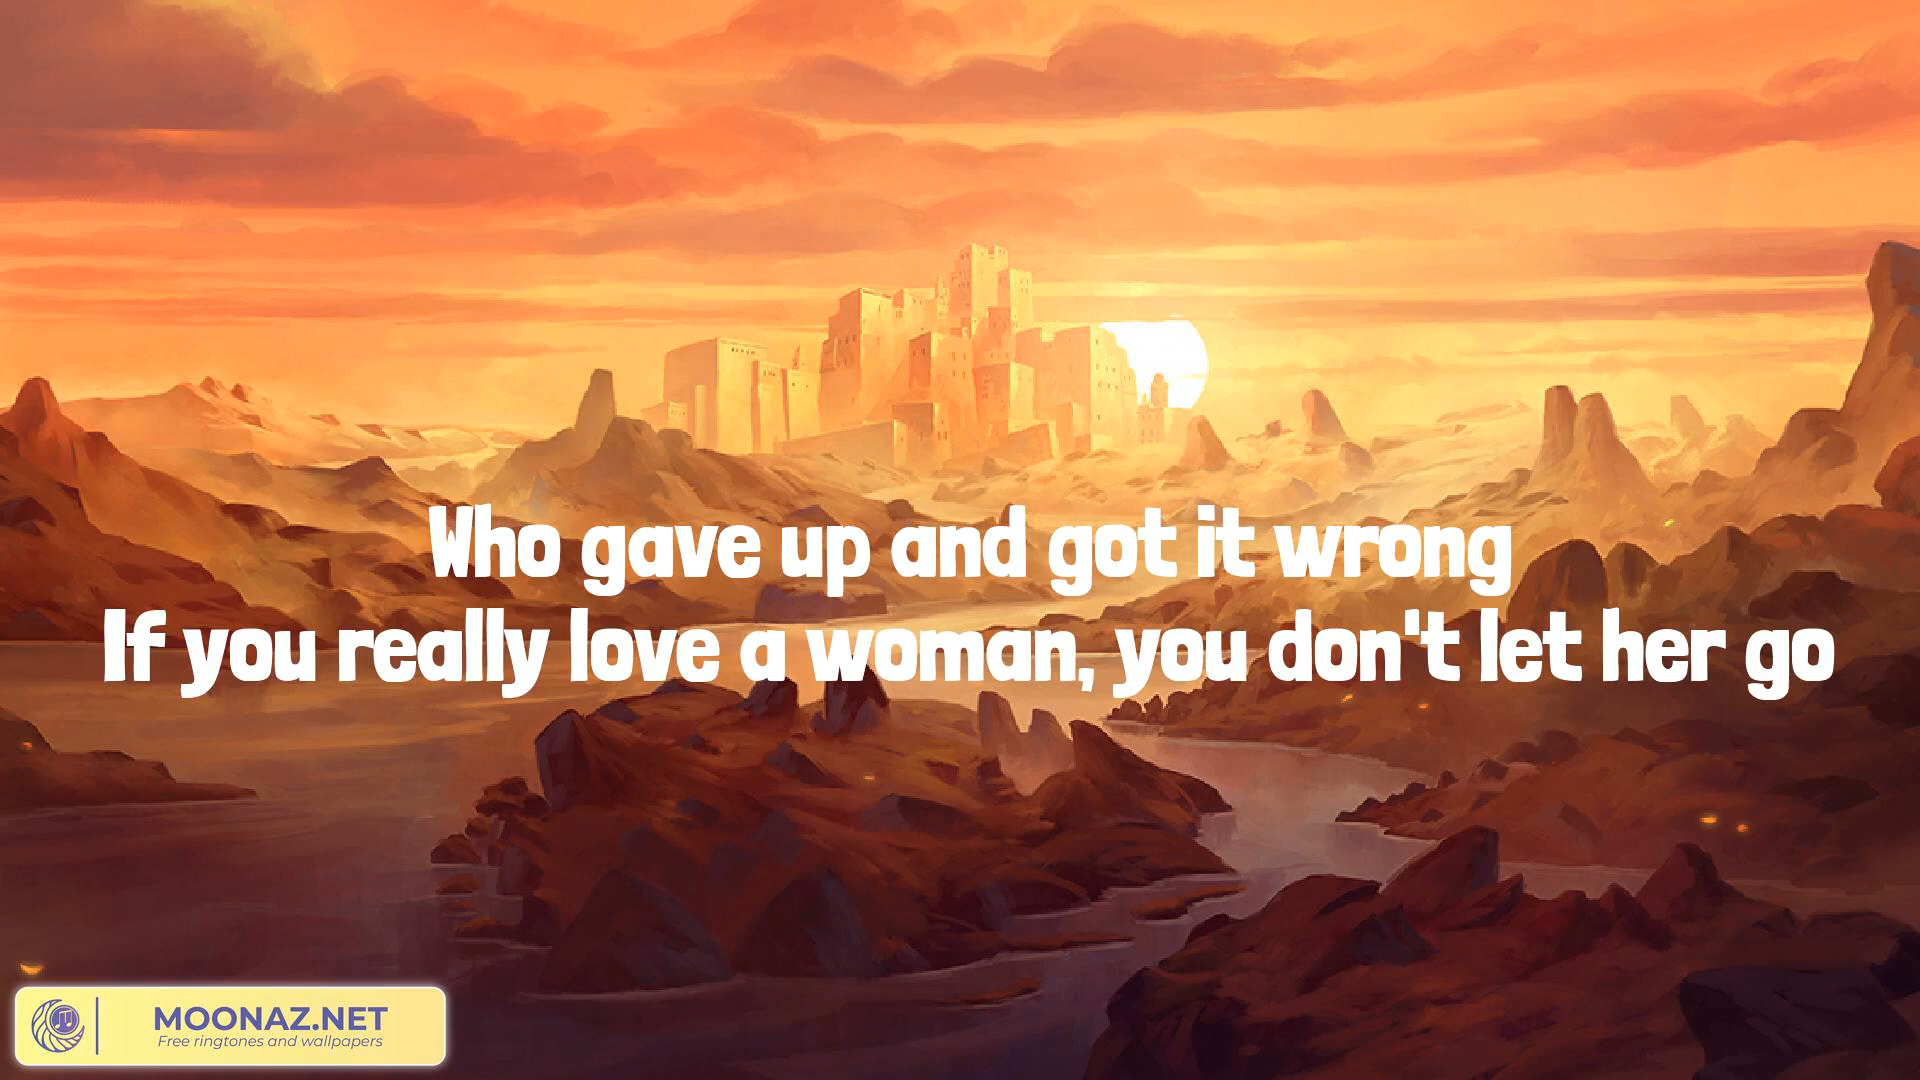 Who gave up and got it wrong
If you really love a woman, you don't let her go
MOONAZ.NET
Free ringtones and wallpapers